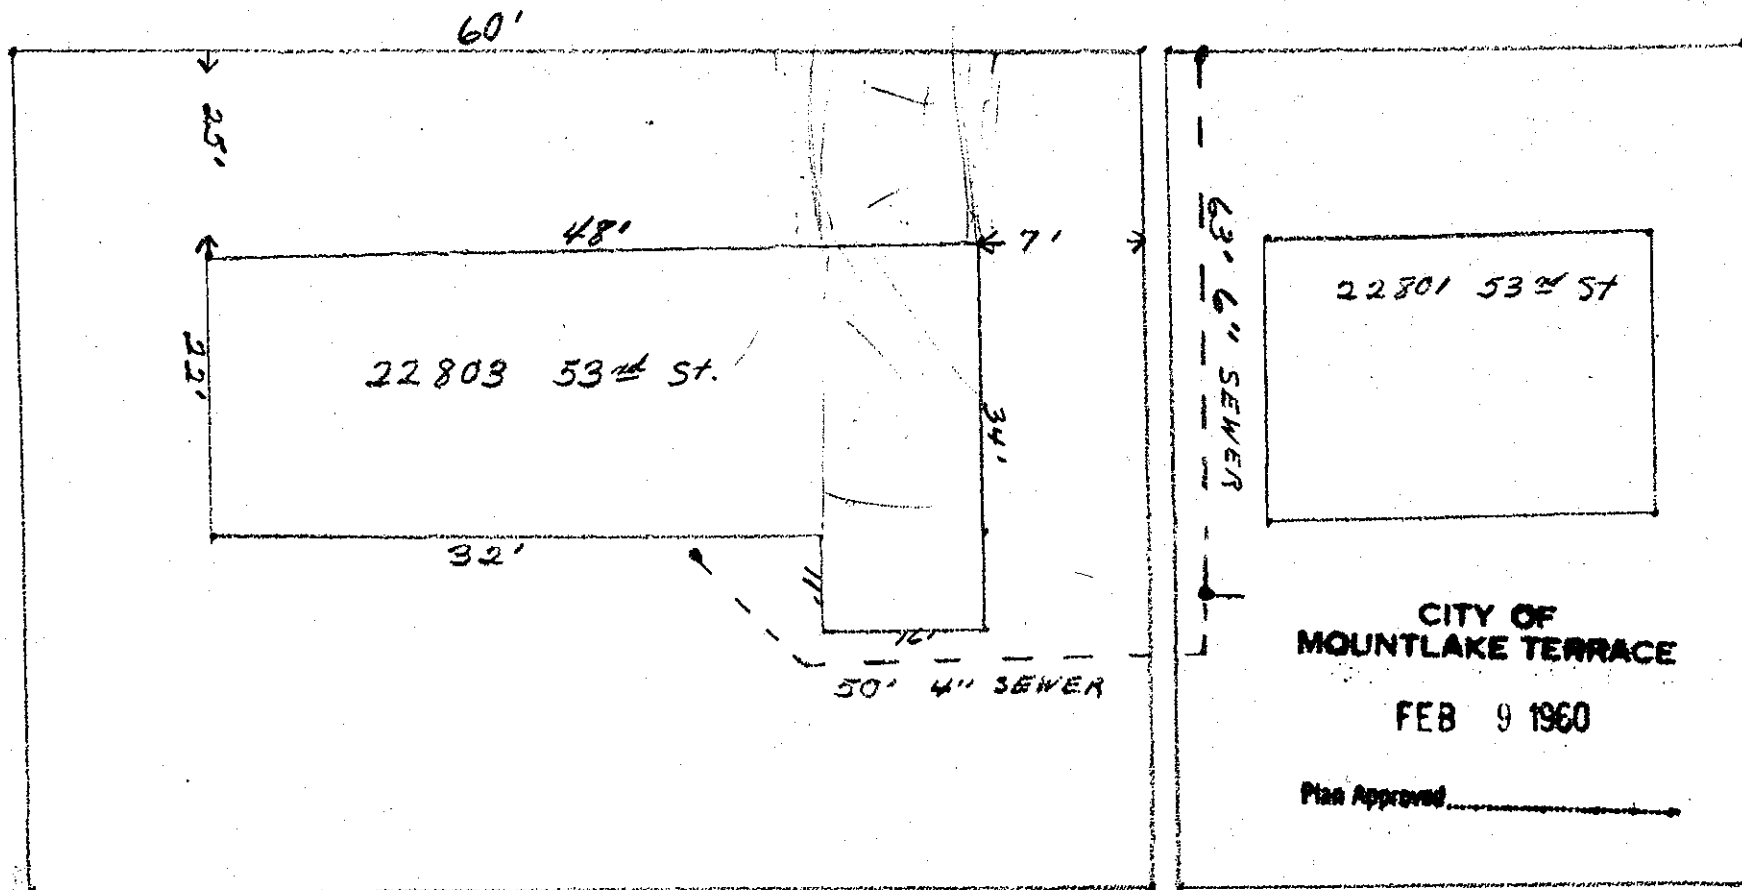 60'
25'
48'
7'
22'
22803 53rd St.
34'
32'
11'
16'
50' 4" SEWER
63' 6" SEWER
22801 53rd St
CITY OF
MOUNTLAKE TERRACE
FEB 9 1960
Plan Approved